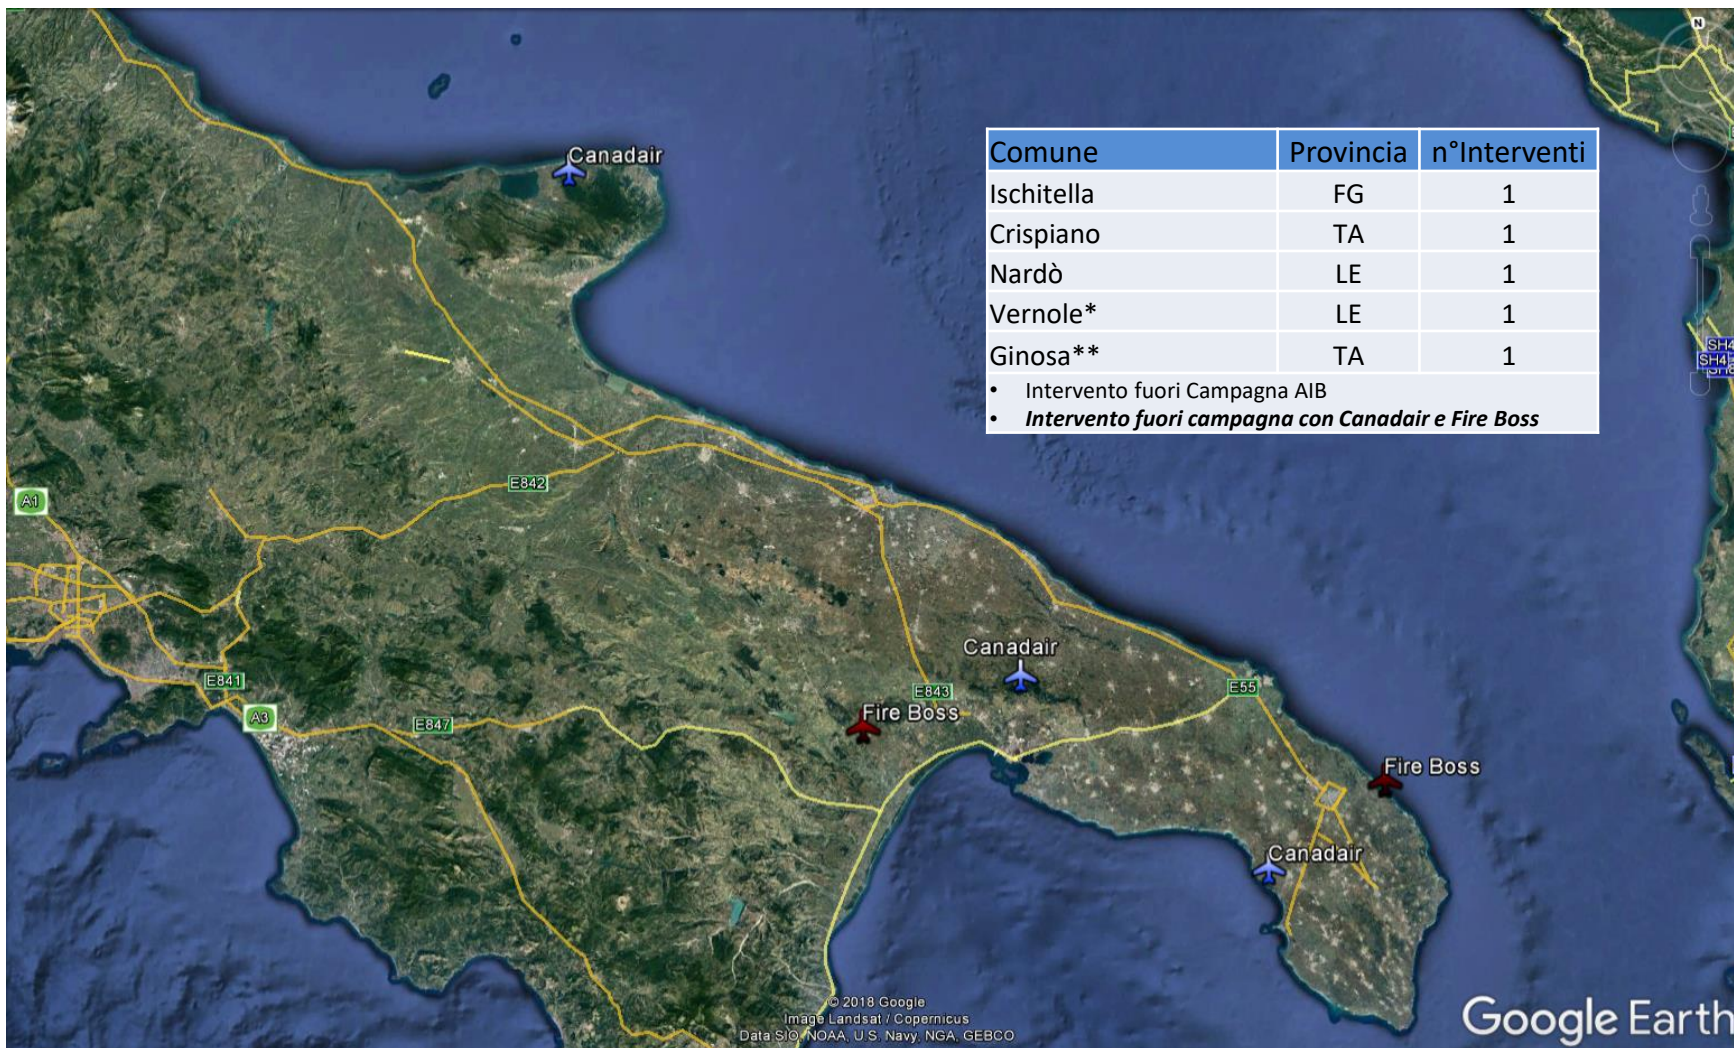 N
Canadair
Comune Provincia n°Interventi
Ischitella FG 1
Crispiano TA 1
Nardò LE 1
Vernole* LE 1
Ginosa** TA 1
• Intervento fuori Campagna AIB
• Intervento fuori campagna con Canadair e Fire Boss
SH4
SH4
E842
A1
Canadair
E841
E843
E55
A3
E847
Fire Boss
Fire Boss
Canadair
© 2018 Google
Image Landsat / Copernicus
Data SIO, NOAA, U.S. Navy, NGA, GEBCO
Google Earth